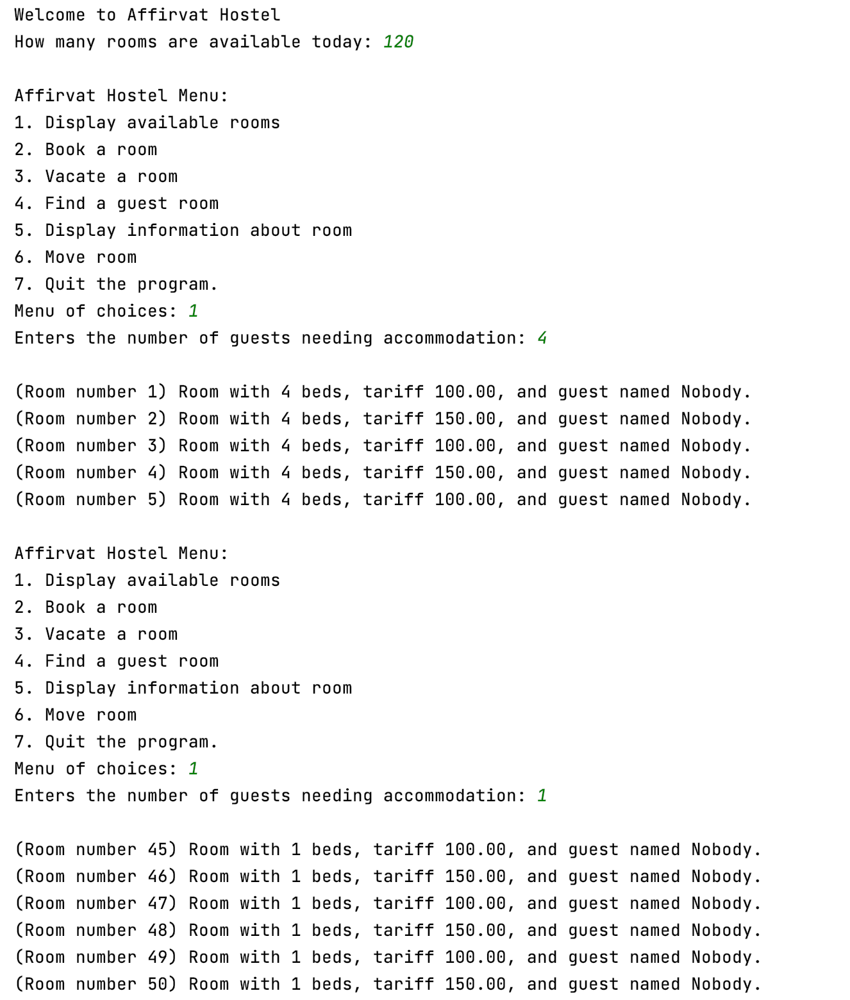 Welcome to Affirvat Hostel
How many rooms are available today: 120
Affirvat Hostel Menu:
1. Display available rooms
2. Book a room
3. Vacate a room
4. Find a guest room
5. Display information about room
6. Move room
7. Quit the program.
Menu of choices: 1
Enters the number of guests needing accommodation: 4
(Room number 1) Room with 4 beds, tariff 100.00, and guest named Nobody.
(Room number 2) Room with 4 beds, tariff 150.00, and guest named Nobody.
(Room number 3) Room with 4 beds, tariff 100.00, and guest named Nobody.
(Room number 4) Room with 4 beds, tariff 150.00, and guest named Nobody.
(Room number 5) Room with 4 beds, tariff 100.00, and guest named Nobody.
Affirvat Hostel Menu:
1. Display available rooms
2. Book a room
3. Vacate a room
4. Find a guest room
5. Display information about room
6. Move room
7. Quit the program.
Menu of choices: 1
Enters the number of guests needing accommodation: 1
(Room number 45) Room with 1 beds, tariff 100.00, and guest named Nobody.
(Room number 46) Room with 1 beds, tariff 150.00, and guest named Nobody.
(Room number 47) Room with 1 beds, tariff 100.00, and guest named Nobody.
(Room number 48) Room with 1 beds, tariff 150.00, and guest named Nobody.
(Room number 49) Room with 1 beds, tariff 100.00, and guest named Nobody.
(Room number 50) Room with 1 beds, tariff 150.00, and guest named Nobody.